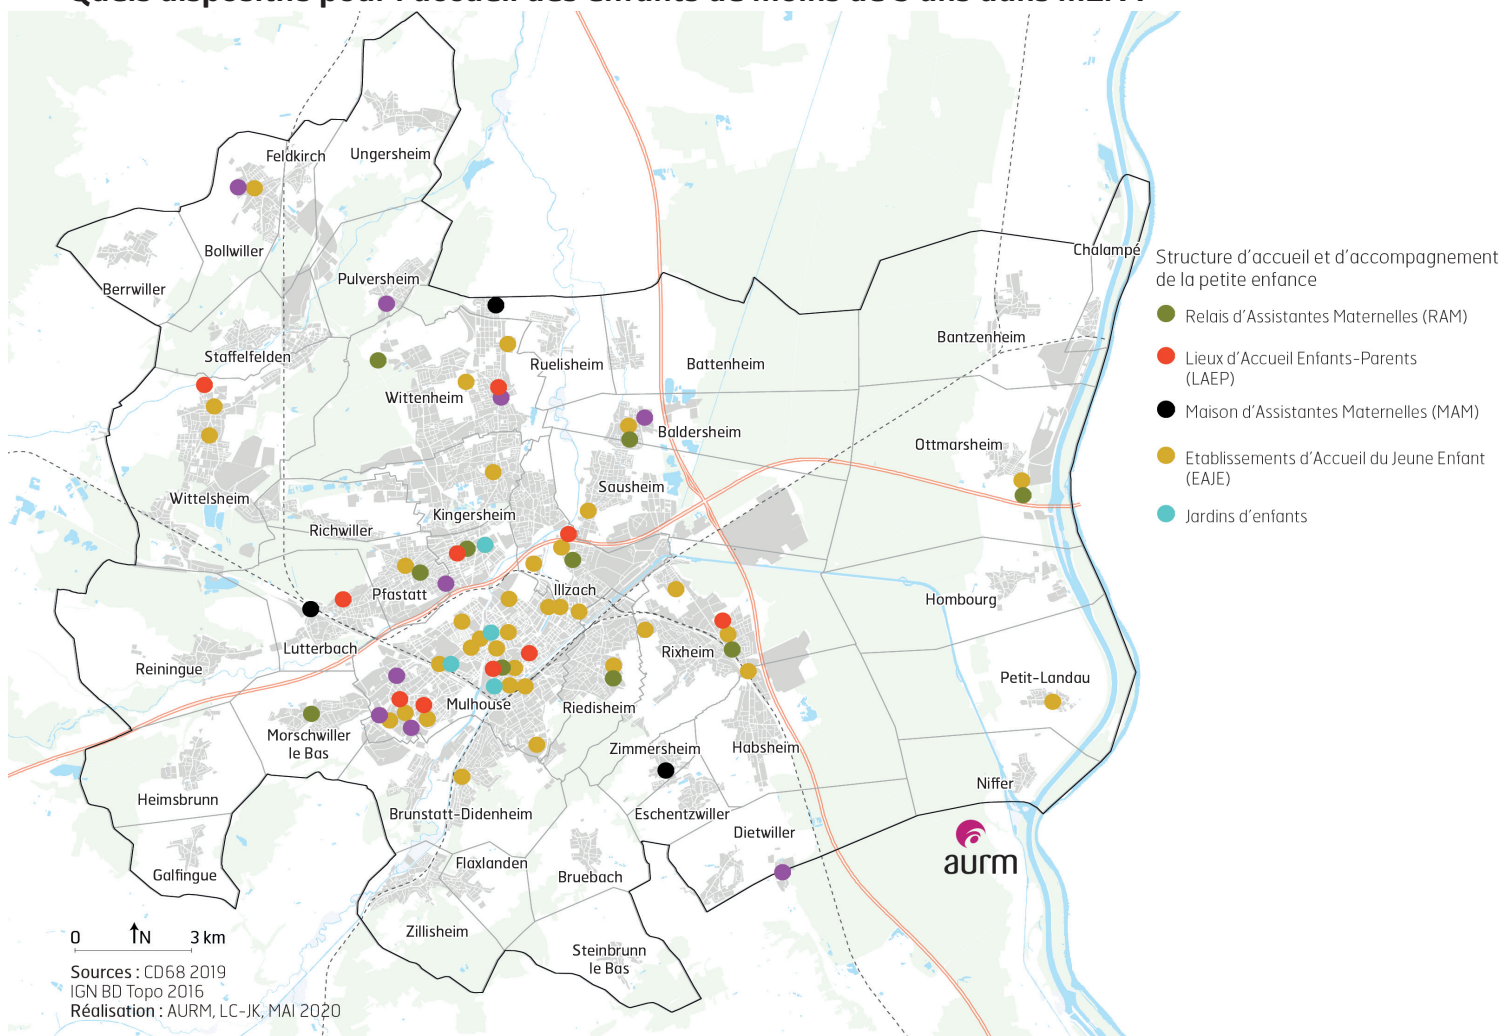 Feldkirch
Ungersheim
Bollwiller
Berrwiller
Pulversheim
Chalampé
Structure d'accueil et d'accompagnement
de la petite enfance
Relais d'Assistantes Maternelles (RAM)
Lieux d'Accueil Enfants-Parents
(LAEP)
Maison d'Assistantes Maternelles (MAM)
Etablissements d'Accueil du Jeune Enfant
(EAJE)
Jardins d'enfants
Staffelfelden
Ruelisheim
Battenheim
Bantzenheim
Wittenheim
Baldersheim
Ottmarsheim
Wittelsheim
Sausheim
Kingersheim
Richwiller
Pfastatt
Illzach
Hombourg
Lutterbach
Reiningue
Rixheim
Petit-Landau
Mulhouse
Riedisheim
Morschwiller
le Bas
Zimmersheim
Habsheim
Niffer
Heimsbrunn
Brunstatt-Didenheim
Eschentzwiller
Dietwiller
aurm
Galfingue
Flaxlanden
Bruebach
Zillisheim
Steinbrunn
le Bas
0 N 3 km
Sources : CD68 2019
IGN BD Topo 2016
Réalisation : AURM, LC-JK, MAI 2020